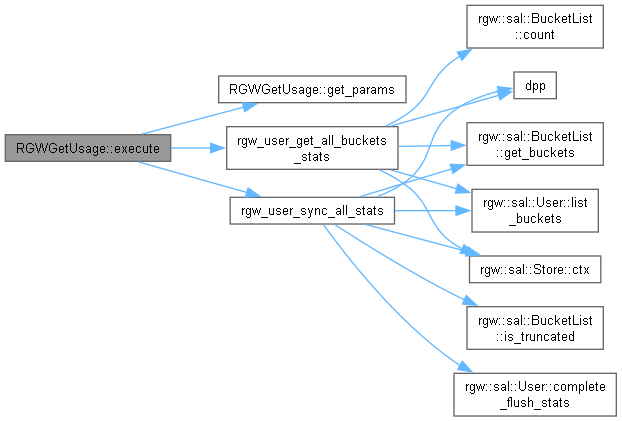 RGWGetUsage::execute
RGWGetUsage::get_params
rgw_user_get_all_buckets
_stats
rgw_user_sync_all_stats
rgw::sal::BucketList
::count
dpp
rgw::sal::BucketList
::get_buckets
rgw::sal::User::list
_buckets
rgw::sal::Store::ctx
rgw::sal::BucketList
::is_truncated
rgw::sal::User::complete
_flush_stats